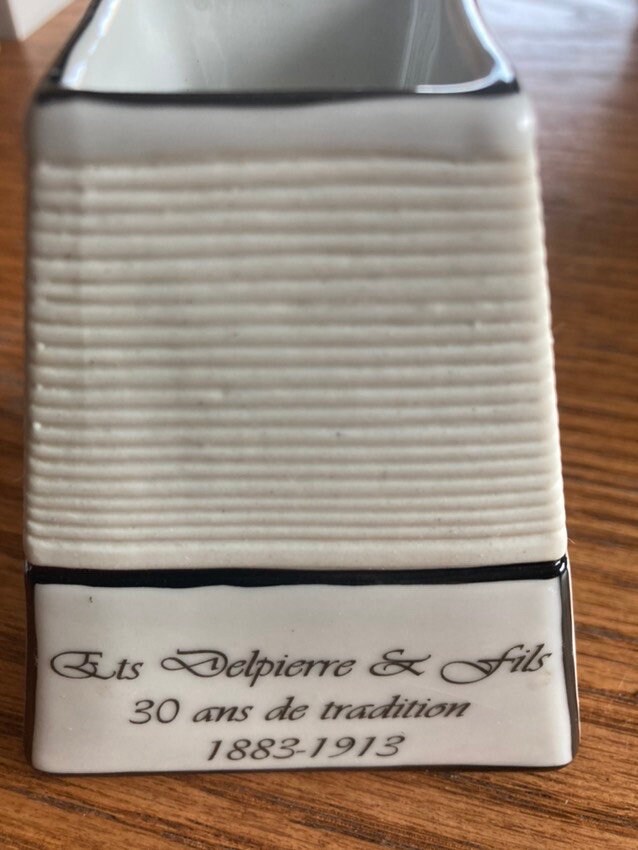 Ets Delpierre & Fils
30 ans de tradition
1883-1913